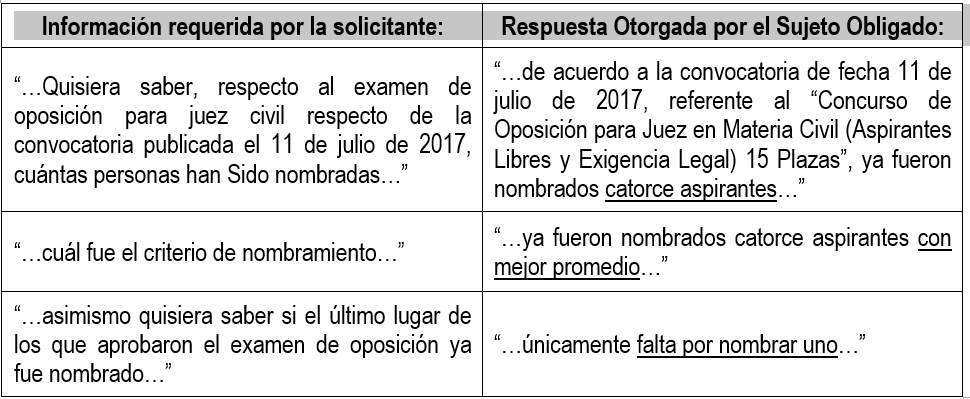 Información requerida por la solicitante:
Respuesta Otorgada por el Sujeto Obligado:
“…Quisiera saber, respecto al examen de
oposición para juez civil respecto de la
convocatoria publicada el 11 de julio de 2017,
cuántas personas han Sido nombradas…”
“…de acuerdo a la convocatoria de fecha 11 de
julio de 2017, referente al “Concurso de
Oposición para Juez en Materia Civil (Aspirantes
Libres y Exigencia Legal) 15 Plazas”, ya fueron
nombrados catorce aspirantes…”
“…cuál fue el criterio de nombramiento…”
“…ya fueron nombrados catorce aspirantes con
mejor promedio…”
“…asimismo quisiera saber si el último lugar de
los que aprobaron el examen de oposición ya
fue nombrado…”
“…únicamente falta por nombrar uno…”